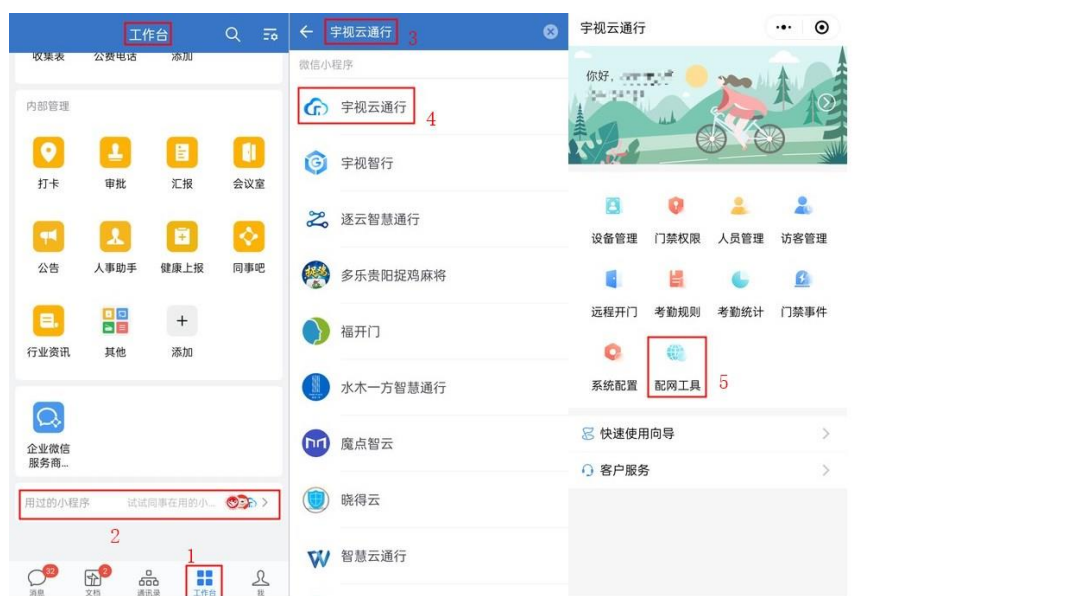 工作台
收集表
公费电话
添加
内部管理
打卡
审批
汇报
会议室
公告
人事助手
健康上报
同事吧
行业资讯
其他
添加
企业微信
服务商...
用过的小程序
试试同事在用的小...
2
1
32
2
消息
文档
通讯录
工作台
我
宇视云通行
3
微信小程序
宇视云通行
4
宇视智行
逐云智慧通行
多乐贵阳捉鸡麻将
福开门
水木一方智慧通行
魔点智云
晓得云
智慧云通行
宇视云通行
你好,
设备管理
门禁权限
人员管理
访客管理
远程开门
考勤规则
考勤统计
门禁事件
系统配置
配网工具
5
快速使用向导
客户服务